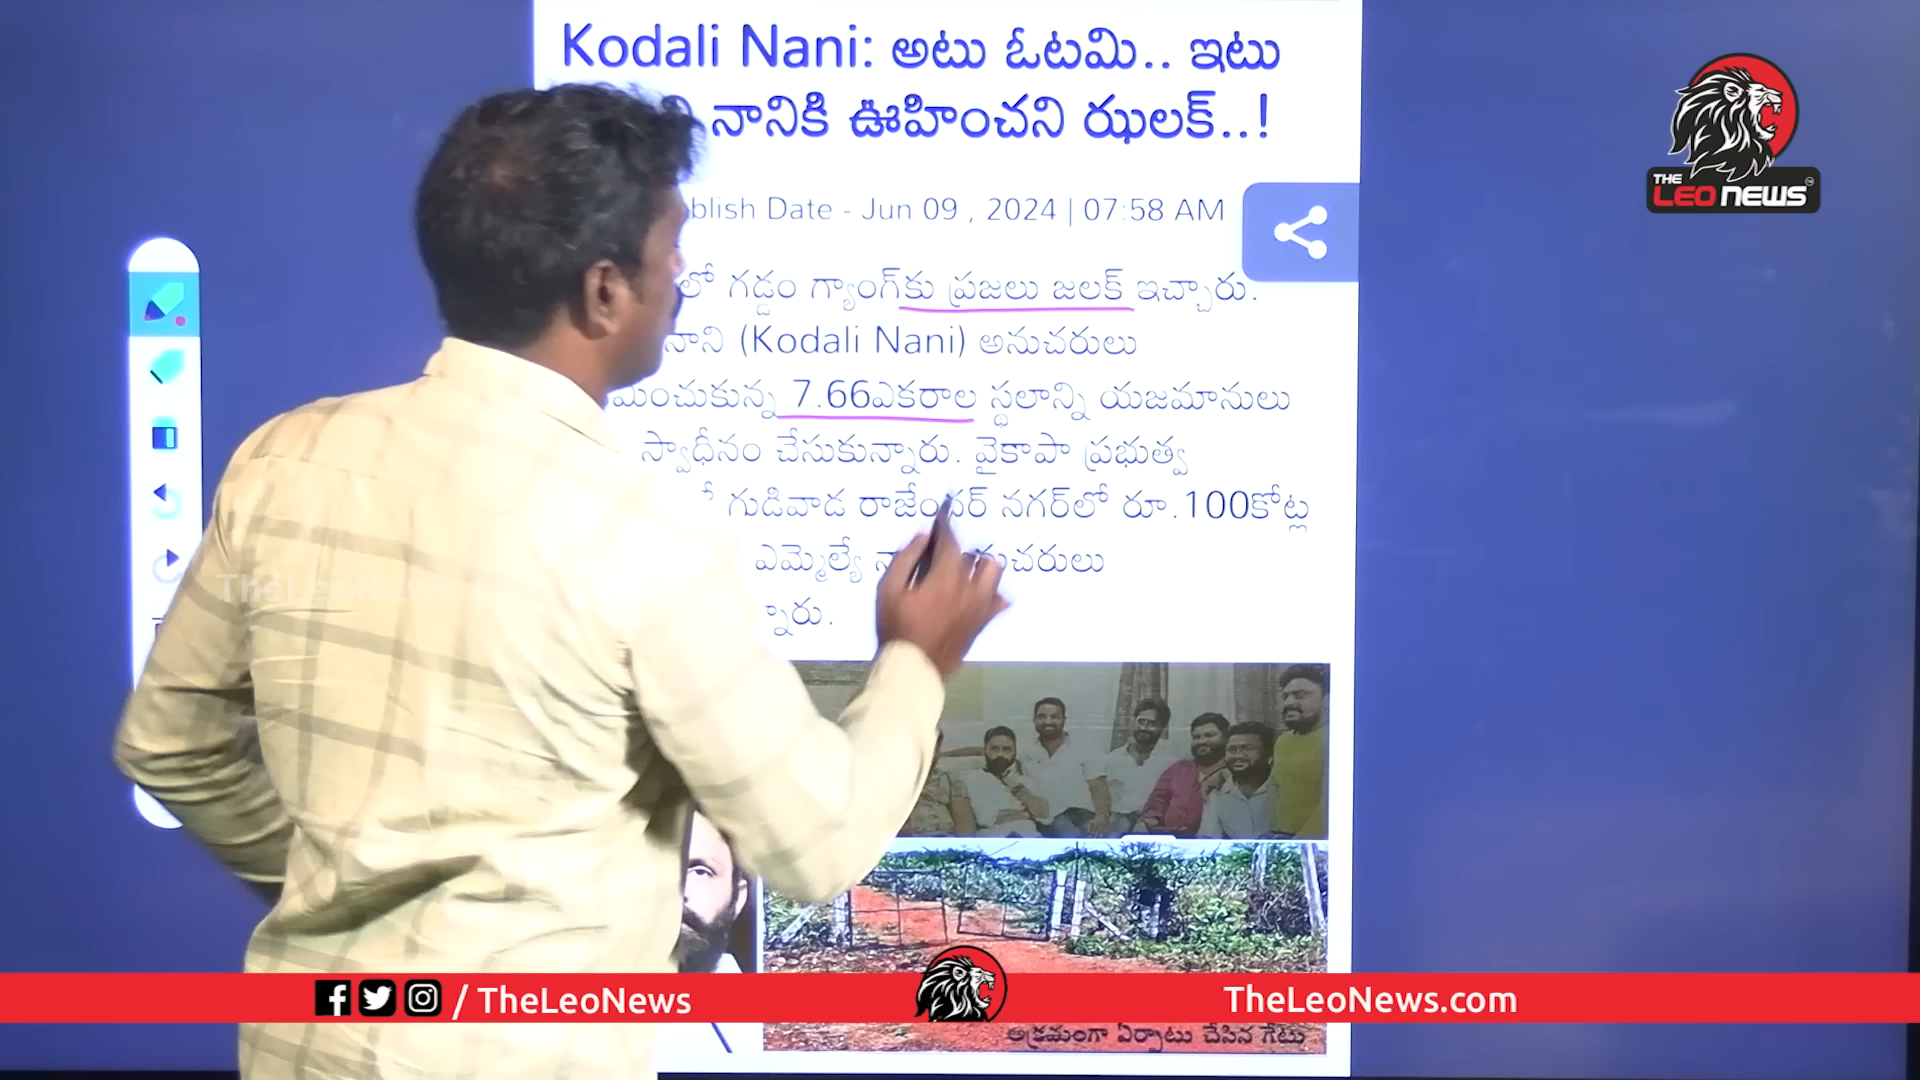 Kodali Nani: అటు ఓటమి.. ఇటు
నానికి ఊహించని ఝలక్..!
blish Date - Jun 09 , 2024 | 07:58 AM
లో గడ్డం గ్యాంగ్‌కు ప్రజలు జలక్ ఇచ్చారు.
నాని (Kodali Nani) అనుచరులు
మించుకున్న 7.66ఎకరాల స్థలాన్ని యజమానులు
స్వాధీనం చేసుకున్నారు. వైకాపా ప్రభుత్వ
గుడివాడ రాజేంద్రనగర్‌లో రూ.100కోట్ల
ఎమ్మెల్యే
న్నారు.
అక్రమంగా ఏర్పాటు చేసిన గేటు
THE
LEO NEWS
TheLeoNews
/ TheLeoNews
TheLeoNews.com